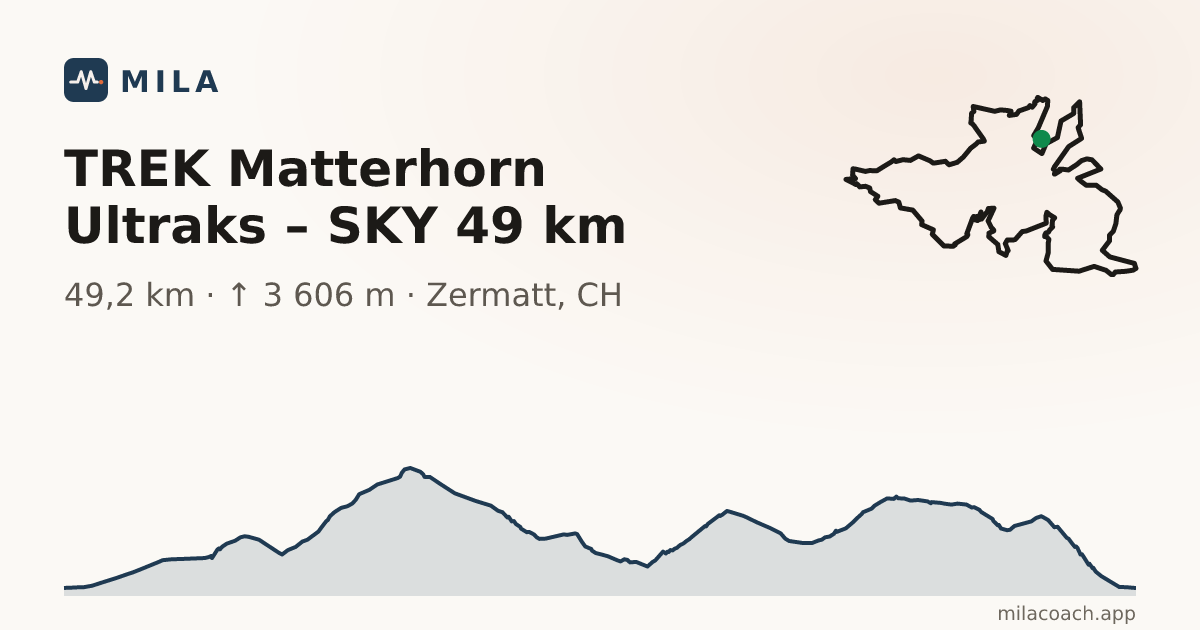 MILA
TREK Matterhorn
Ultraks – SKY 49 km
49,2 km · ↑ 3 606 m · Zermatt, CH
milacoach.app